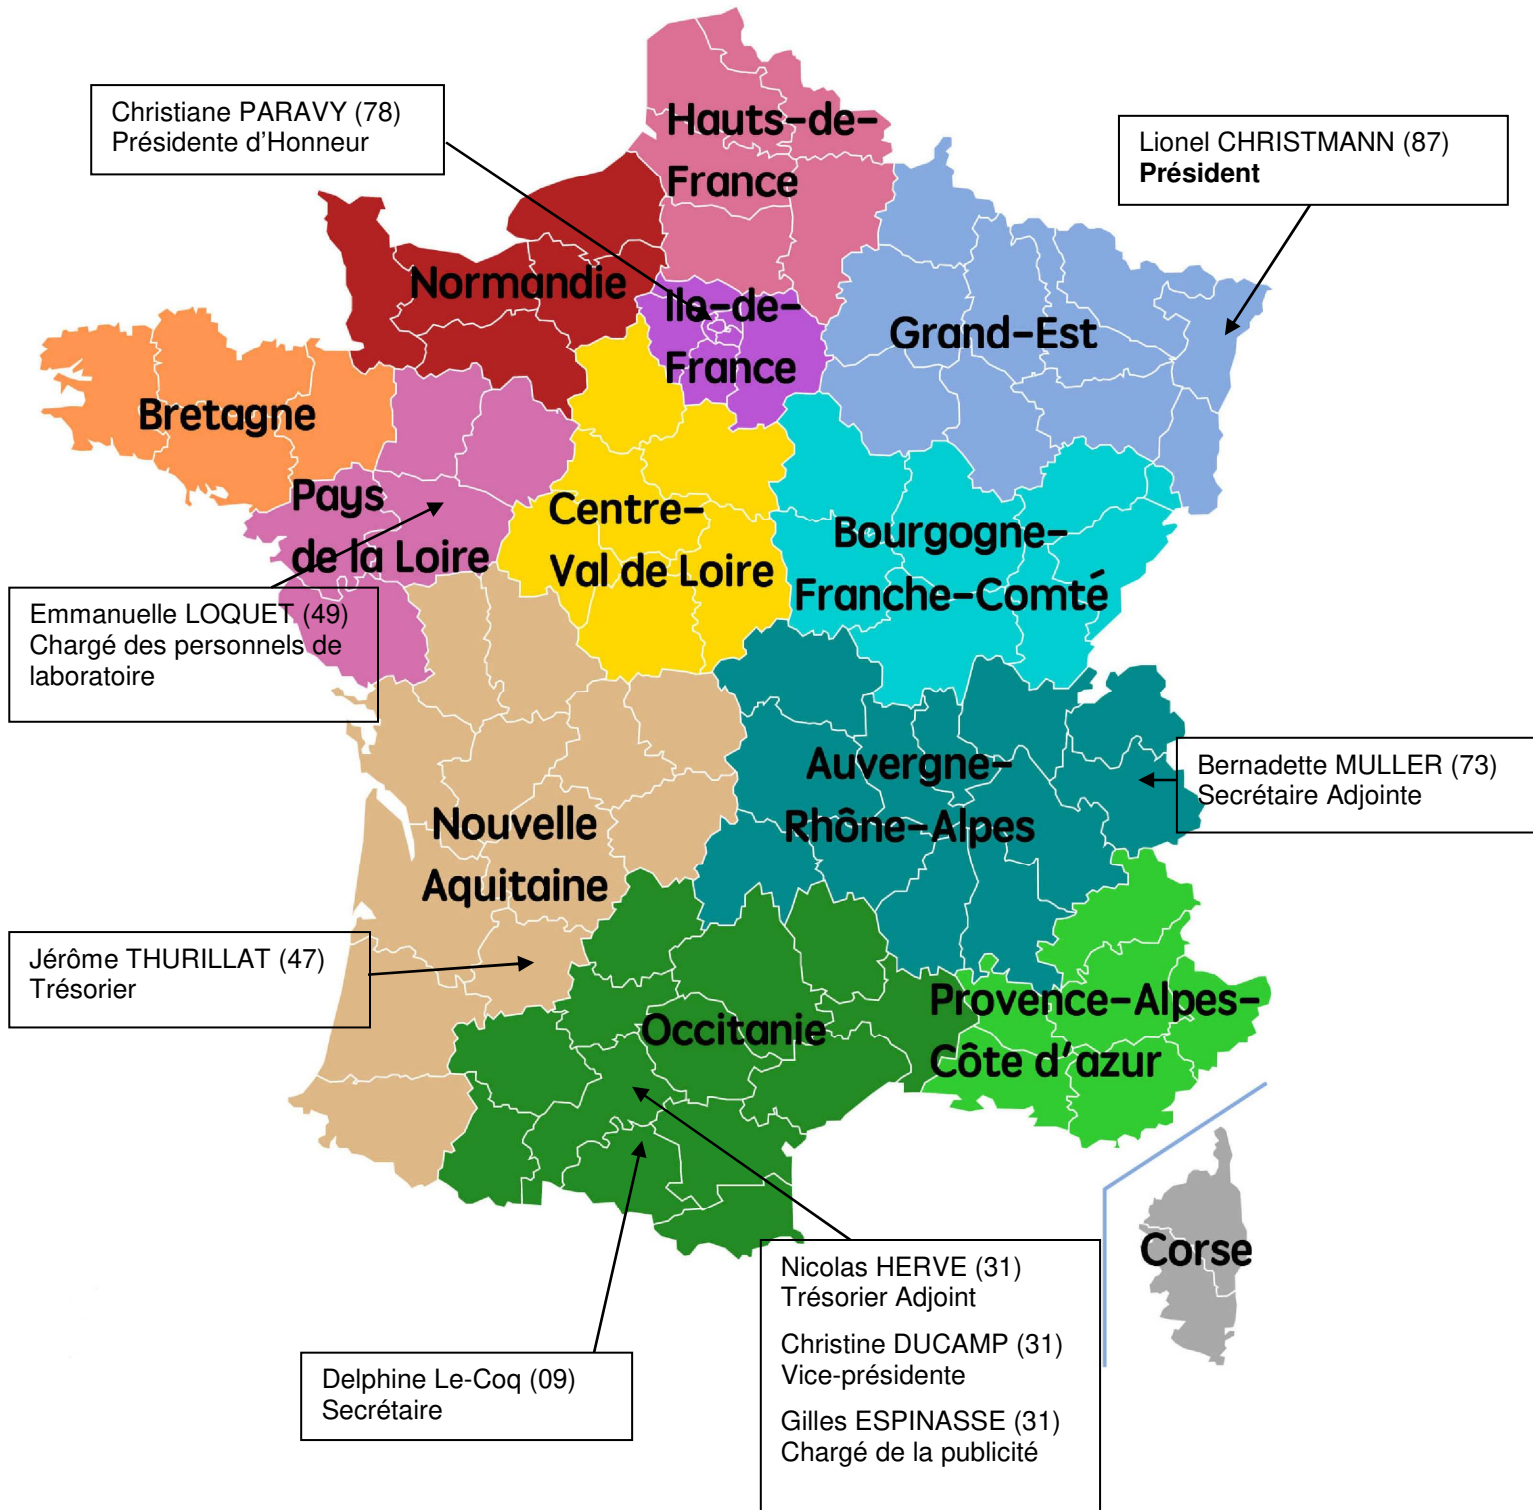 Christiane PARAVY (78)
Présidente d’Honneur
Hauts-de-
France
Lionel CHRISTMANN (87)
Président
Normandie
Ile-de-
France
Grand-Est
Bretagne
Pays
de la Loire
Centre-
Val de Loire
Bourgogne-
Franche-Comté
Emmanuelle LOQUET (49)
Chargé des personnels de
laboratoire
Auvergne-
Rhône-Alpes
Bernadette MULLER (73)
Secrétaire Adjointe
Nouvelle
Aquitaine
Jérôme THURILLAT (47)
Trésorier
Occitanie
Provence-Alpes-
Côte d’azur
Corse
Nicolas HERVE (31)
Trésorier Adjoint
Christine DUCAMP (31)
Vice-présidente
Gilles ESPINASSE (31)
Chargé de la publicité
Delphine Le-Coq (09)
Secrétaire